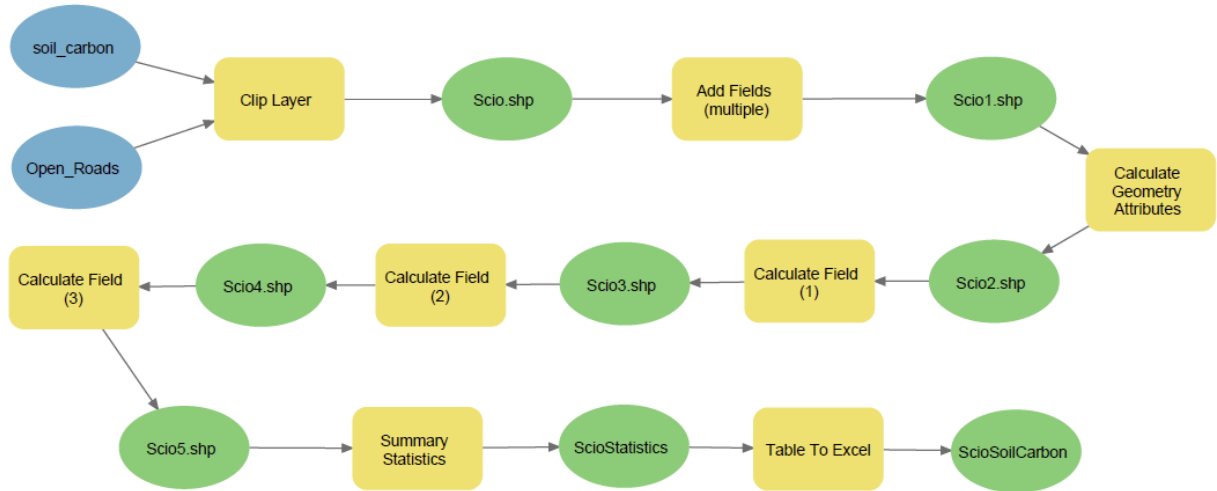 soil_carbon
Open_Roads
Clip Layer
Scio.shp
Add Fields
(multiple)
Scio1.shp
Calculate
Geometry
Attributes
Scio2.shp
Calculate Field
(1)
Scio3.shp
Calculate Field
(2)
Scio4.shp
Calculate Field
(3)
Scio5.shp
Summary
Statistics
ScioStatistics
Table To Excel
ScioSoilCarbon